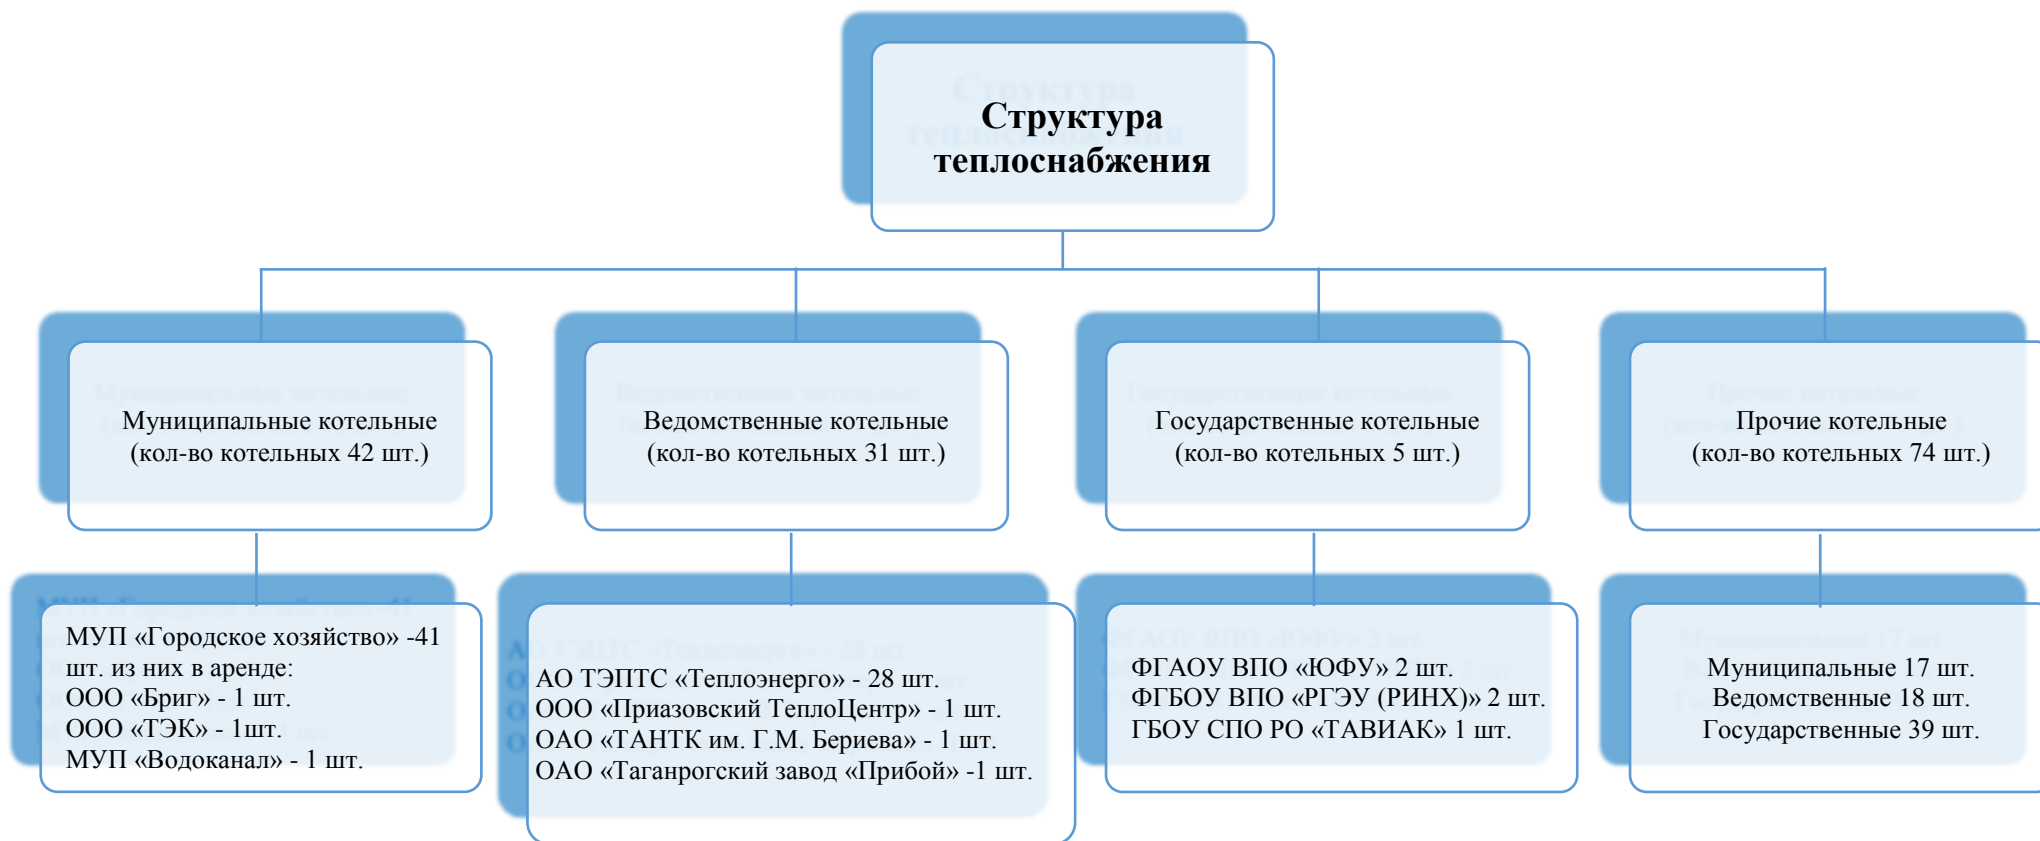 Структура
теплоснабжения
Муниципальные котельные
(кол-во котельных 42 шт.)
Ведомственные котельные
(кол-во котельных 31 шт.)
Государственные котельные
(кол-во котельных 5 шт.)
Прочие котельные
(кол-во котельных 74 шт.)
МУП «Городское хозяйство» -41
шт. из них в аренде:
ООО «Бриг» - 1 шт.
ООО «ТЭК» - 1шт.
МУП «Водоканал» - 1 шт.
АО ТЭПТС «Теплоэнерго» - 28 шт.
ООО «Приазовский ТеплоЦентр» - 1 шт.
ОАО «ТАНТК им. Г.М. Бериева» - 1 шт.
ОАО «Таганрогский завод «Прибой» -1 шт.
ФГАОУ ВПО «ЮФУ» 2 шт.
ФГБОУ ВПО «РГЭУ (РИНХ)» 2 шт.
ГБОУ СПО РО «ТАВИАК» 1 шт.
Муниципальные 17 шт.
Ведомственные 18 шт.
Государственные 39 шт.